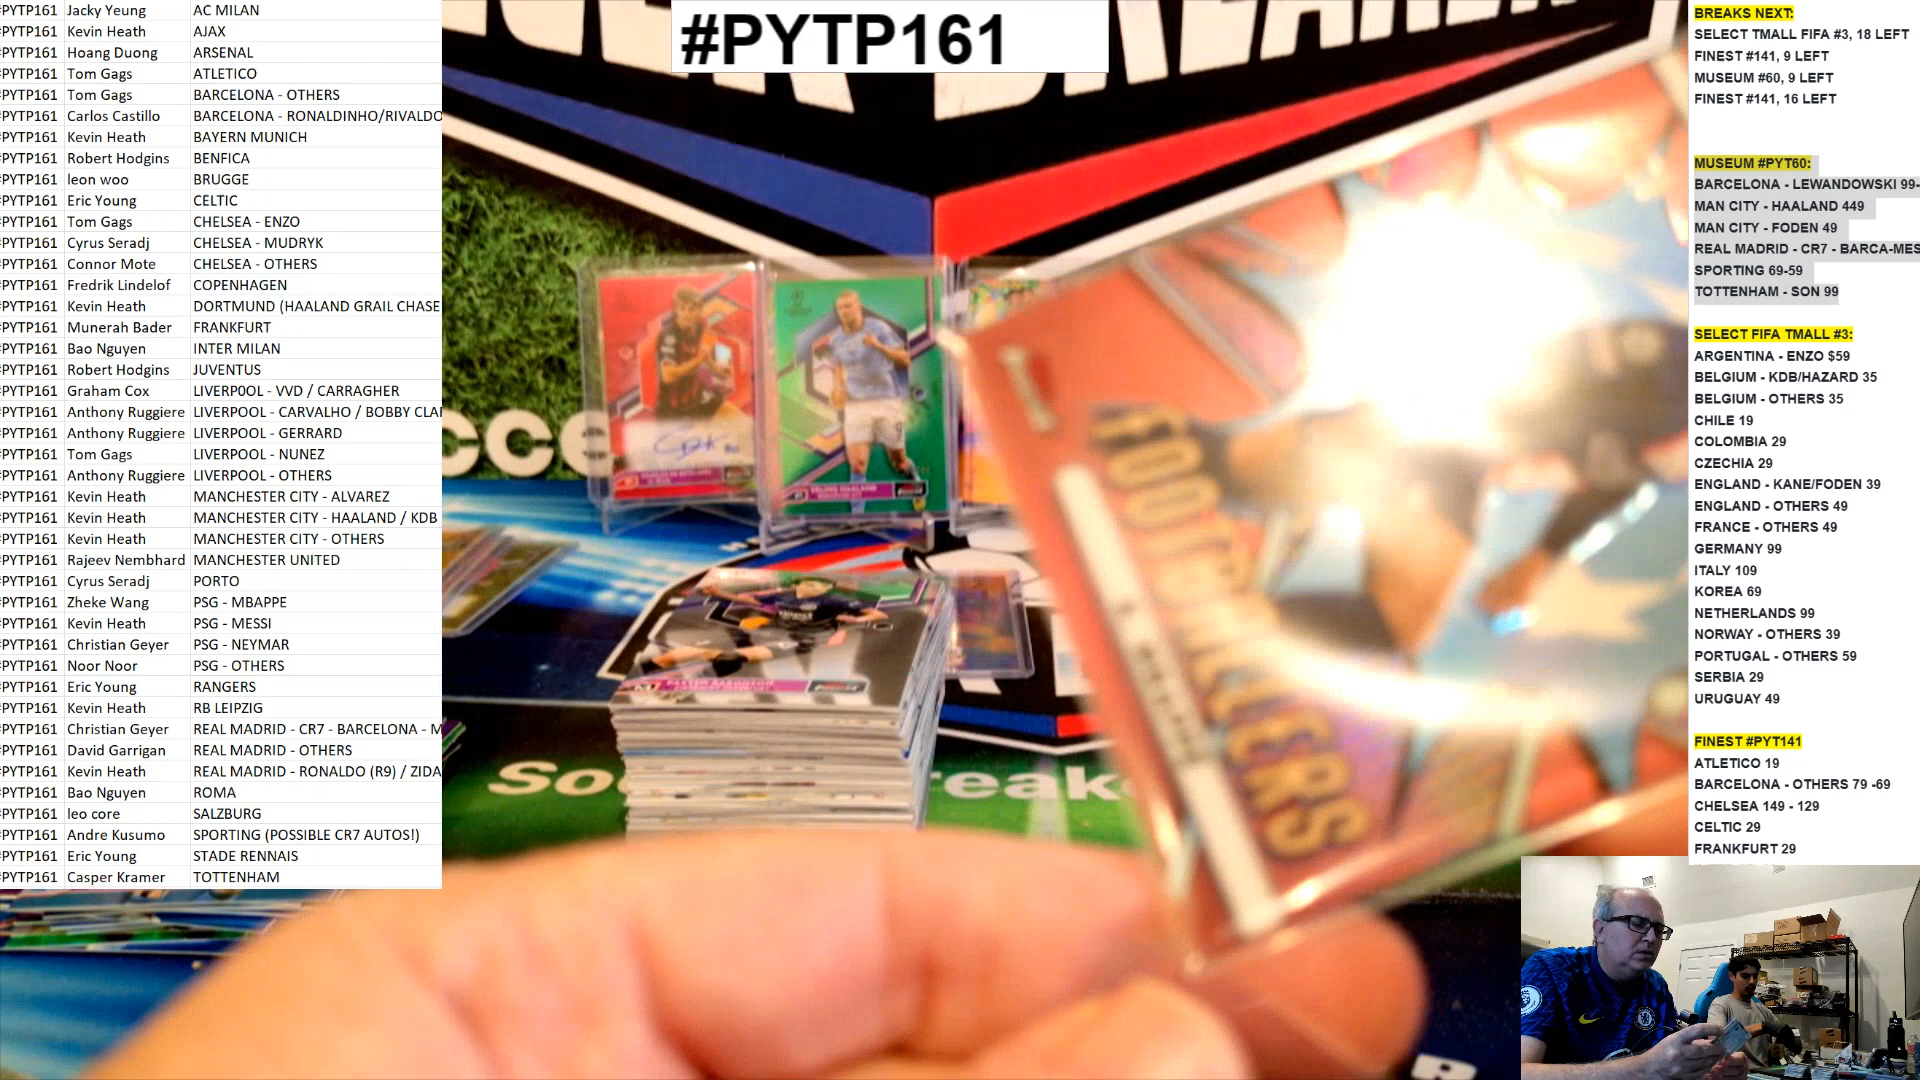 #PYTP161
#PYTP161 Jacky Yeung AC MILAN
#PYTP161 Kevin Heath AJAX
#PYTP161 Hoang Duong ARSENAL
#PYTP161 Tom Gags ATLETICO
#PYTP161 Tom Gags BARCELONA - OTHERS
#PYTP161 Carlos Castillo BARCELONA - RONALDINHO/RIVALDO
#PYTP161 Kevin Heath BAYERN MUNICH
#PYTP161 Robert Hodgins BENFICA
#PYTP161 leon woo BRUGGE
#PYTP161 Eric Young CELTIC
#PYTP161 Tom Gags CHELSEA - ENZO
#PYTP161 Cyrus Seradj CHELSEA - MUDRYK
#PYTP161 Connor Mote CHELSEA - OTHERS
#PYTP161 Fredrik Lindelof COPENHAGEN
#PYTP161 Kevin Heath DORTMUND (HAALAND GRAIL CHASE
#PYTP161 Munerah Bader FRANKFURT
#PYTP161 Bao Nguyen INTER MILAN
#PYTP161 Robert Hodgins JUVENTUS
#PYTP161 Graham Cox LIVERP0OL - VVD / CARRAGHER
#PYTP161 Anthony Ruggiere LIVERPOOL - CARVALHO / BOBBY CLA
#PYTP161 Anthony Ruggiere LIVERPOOL - GERRARD
#PYTP161 Tom Gags LIVERPOOL - NUNEZ
#PYTP161 Anthony Ruggiere LIVERPOOL - OTHERS
#PYTP161 Kevin Heath MANCHESTER CITY - ALVAREZ
#PYTP161 Kevin Heath MANCHESTER CITY - HAALAND / KDB
#PYTP161 Kevin Heath MANCHESTER CITY - OTHERS
#PYTP161 Rajeev Nembhard MANCHESTER UNITED
#PYTP161 Cyrus Seradj PORTO
#PYTP161 Zheke Wang PSG - MBAPPE
#PYTP161 Kevin Heath PSG - MESSI
#PYTP161 Christian Geyer PSG - NEYMAR
#PYTP161 Noor Noor PSG - OTHERS
#PYTP161 Eric Young RANGERS
#PYTP161 Kevin Heath RB LEIPZIG
#PYTP161 Christian Geyer REAL MADRID - CR7 - BARCELONA - M
#PYTP161 David Garrigan REAL MADRID - OTHERS
#PYTP161 Kevin Heath REAL MADRID - RONALDO (R9) / ZIDA
#PYTP161 Bao Nguyen ROMA
#PYTP161 leo core SALZBURG
#PYTP161 Andre Kusumo SPORTING (POSSIBLE CR7 AUTOS!)
#PYTP161 Eric Young STADE RENNAIS
#PYTP161 Casper Kramer TOTTENHAM
FOOTBALLERS
BREAKS NEXT:
SELECT TMALL FIFA #3, 18 LEFT
FINEST #141, 9 LEFT
MUSEUM #60, 9 LEFT
FINEST #141, 16 LEFT
MUSEUM #PYT60:
BARCELONA - LEWANDOWSKI 99-
MAN CITY - HAALAND 449
MAN CITY - FODEN 49
REAL MADRID - CR7 - BARCA-MES
SPORTING 69-59
TOTTENHAM - SON 99
SELECT FIFA TMALL #3:
ARGENTINA - ENZO $59
BELGIUM - KDB/HAZARD 35
BELGIUM - OTHERS 35
CHILE 19
COLOMBIA 29
CZECHIA 29
ENGLAND - KANE/FODEN 39
ENGLAND - OTHERS 49
FRANCE - OTHERS 49
GERMANY 99
ITALY 109
KOREA 69
NETHERLANDS 99
NORWAY - OTHERS 39
PORTUGAL - OTHERS 59
SERBIA 29
URUGUAY 49
FINEST #PYT141
ATLETICO 19
BARCELONA - OTHERS 79 -69
CHELSEA 149 - 129
CELTIC 29
FRANKFURT 29